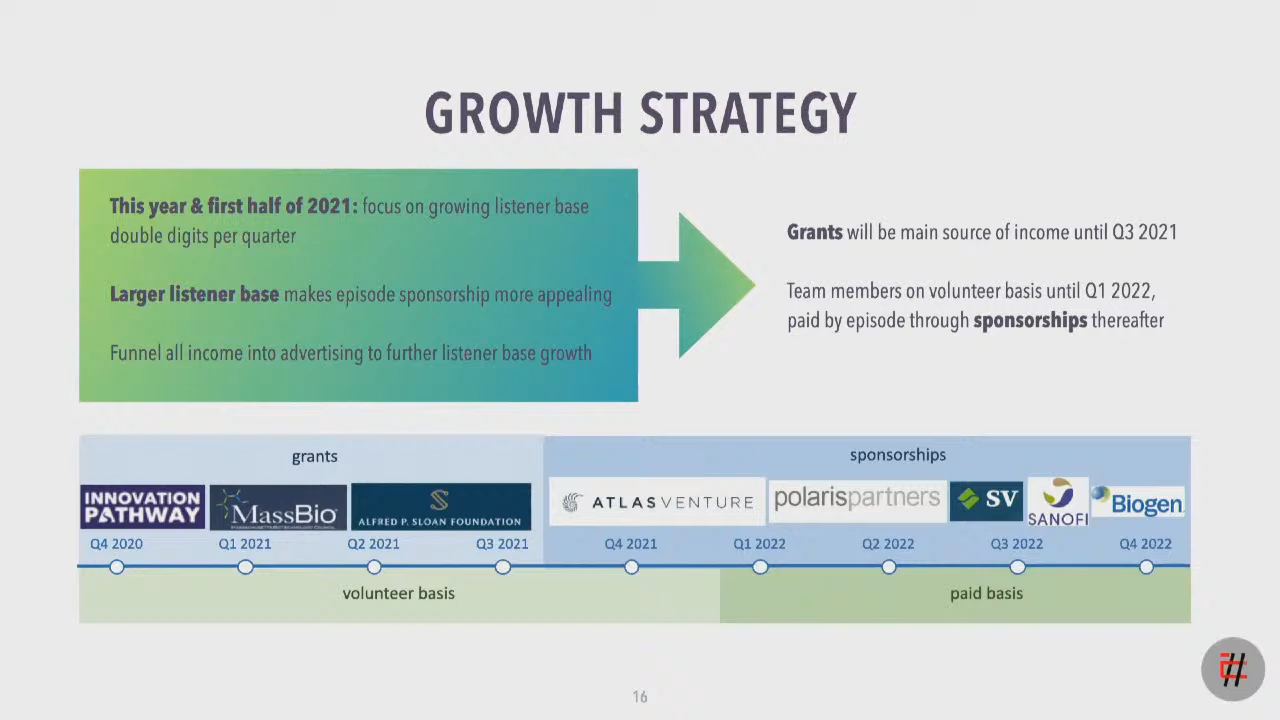 GROWTH STRATEGY
This year & first half of 2021: focus on growing listener base
double digits per quarter
Larger listener base makes episode sponsorship more appealing
Funnel all income into advertising to further listener base growth
Grants will be main source of income until Q3 2021
Team members on volunteer basis until Q1 2022,
paid by episode through sponsorships thereafter
grants
sponsorships
INNOVATION
PATHWAY
MassBio
ALFRED P. SLOAN FOUNDATION
ATLAS VENTURE
polarispartners
SV
SANOFI
Biogen
Q4 2020
Q1 2021
Q2 2021
Q3 2021
Q4 2021
Q1 2022
Q2 2022
Q3 2022
Q4 2022
volunteer basis
paid basis
16